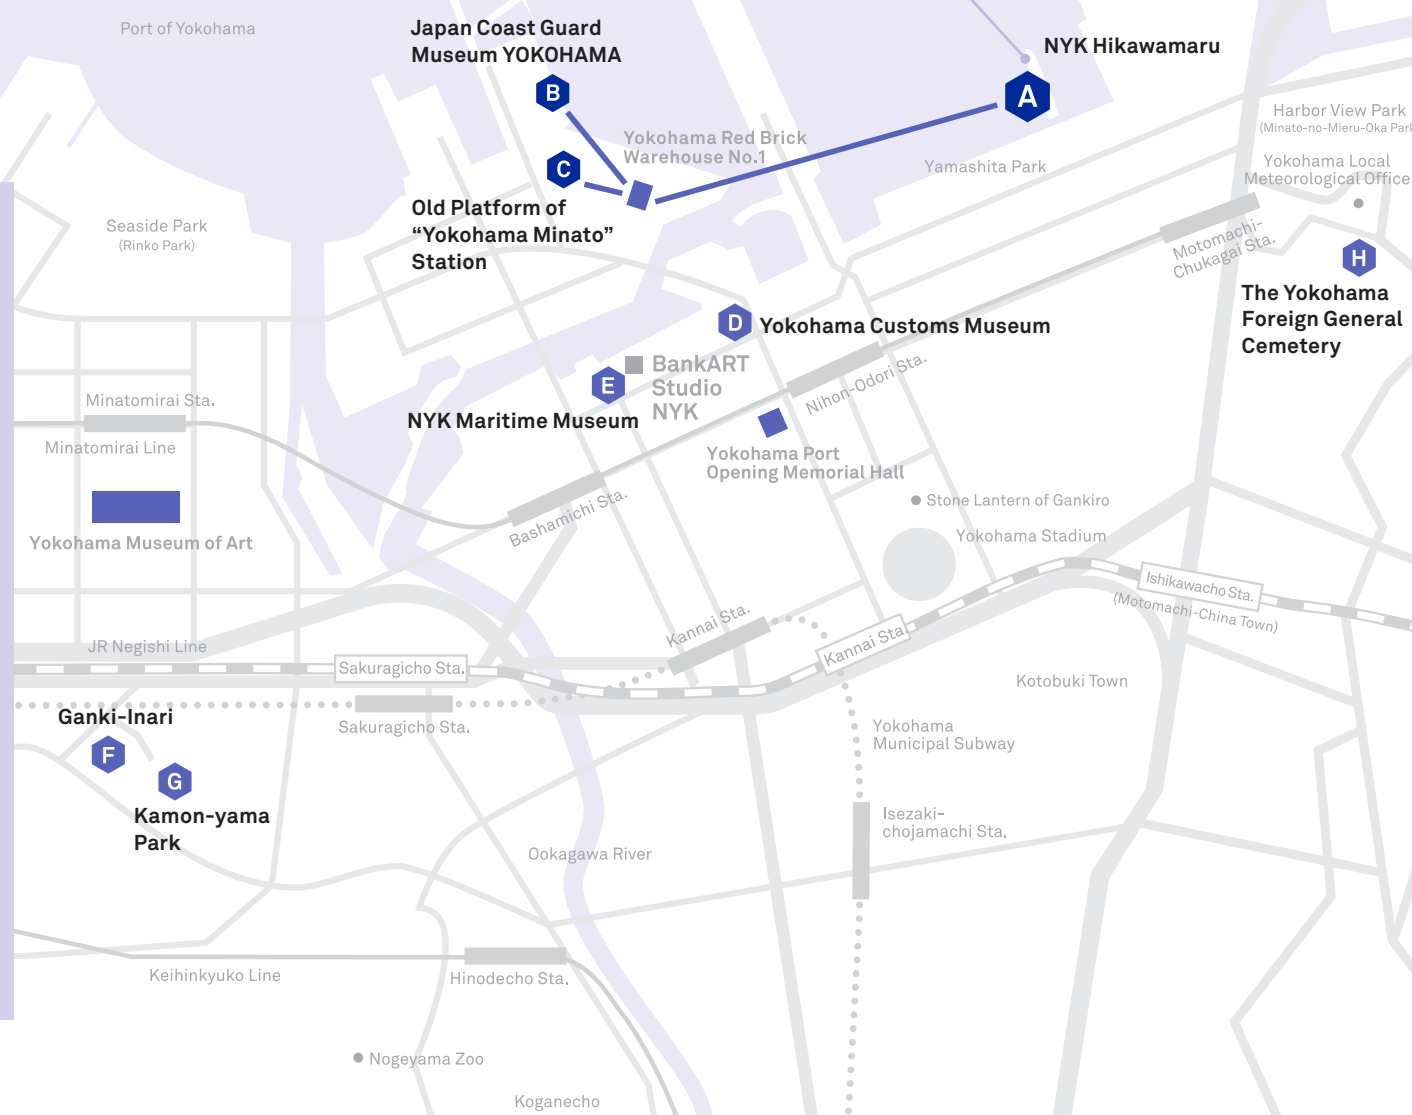 Port of Yokohama
Japan Coast Guard
Museum YOKOHAMA
B
NYK Hikawamaru
A
Harbor View Park
(Minato-no-Mieru-Oka Park
Yokohama Red Brick
Warehouse No.1
C
Yamashita Park
Yokohama Local
Meteorological Office
Old Platform of
“Yokohama Minato”
Station
Seaside Park
(Rinko Park)
Motomachi-
Chukagai Sta.
H
The Yokohama
Foreign General
Cemetery
D
Yokohama Customs Museum
BankART
Studio
NYK
E
NYK Maritime Museum
Nihon-Odori Sta.
Minatomirai Sta.
Minatomirai Line
Yokohama Port
Opening Memorial Hall
Bashamichi Sta.
Stone Lantern of Gankiro
Yokohama Stadium
Yokohama Museum of Art
Ishikawacho Sta.
(Motomachi-China Town)
Kannai Sta.
Kannai Sta.
JR Negishi Line
Sakuragicho Sta.
Kotobuki Town
Ganki-Inari
F
G
Kamon-yama
Park
Sakuragicho Sta.
Yokohama
Municipal Subway
Isezaki-
chojamachi Sta.
Ookagawa River
Keihinkyuko Line
Hinodecho Sta.
Nogeyama Zoo
Koganecho